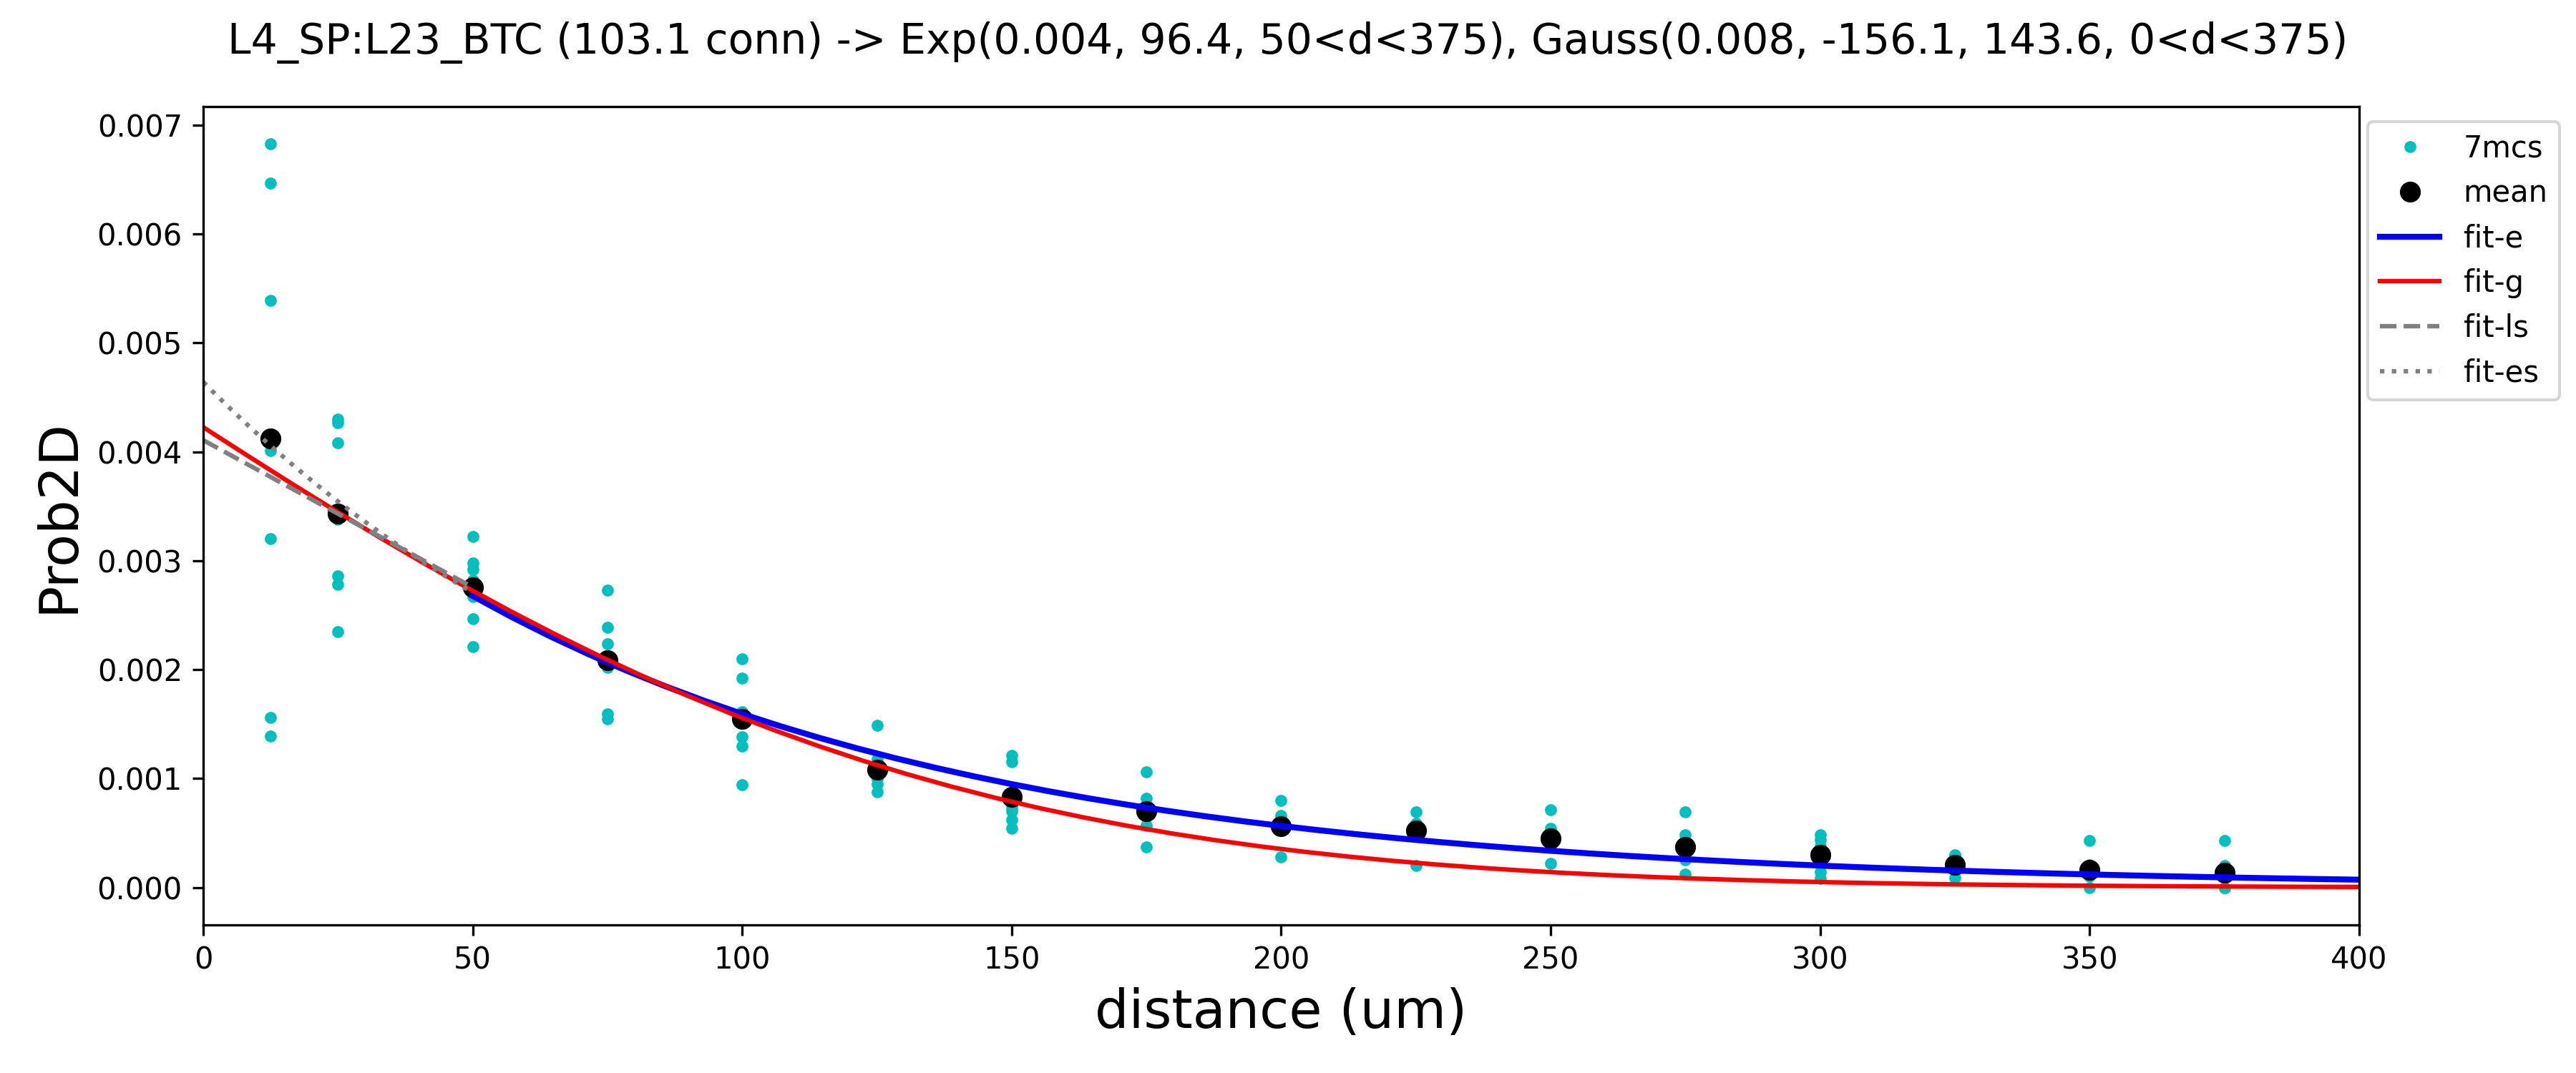 L4_SP:L23_BTC (103.1 conn) -> Exp(0.004, 96.4, 50<d<375), Gauss(0.008, -156.1, 143.6, 0<d<375)
Prob2D
0.007
0.006
0.005
0.004
0.003
0.002
0.001
0.000
0 50 100 150 200 250 300 350 400
distance (um)
7mcs
mean
fit-e
fit-g
fit-ls
fit-es